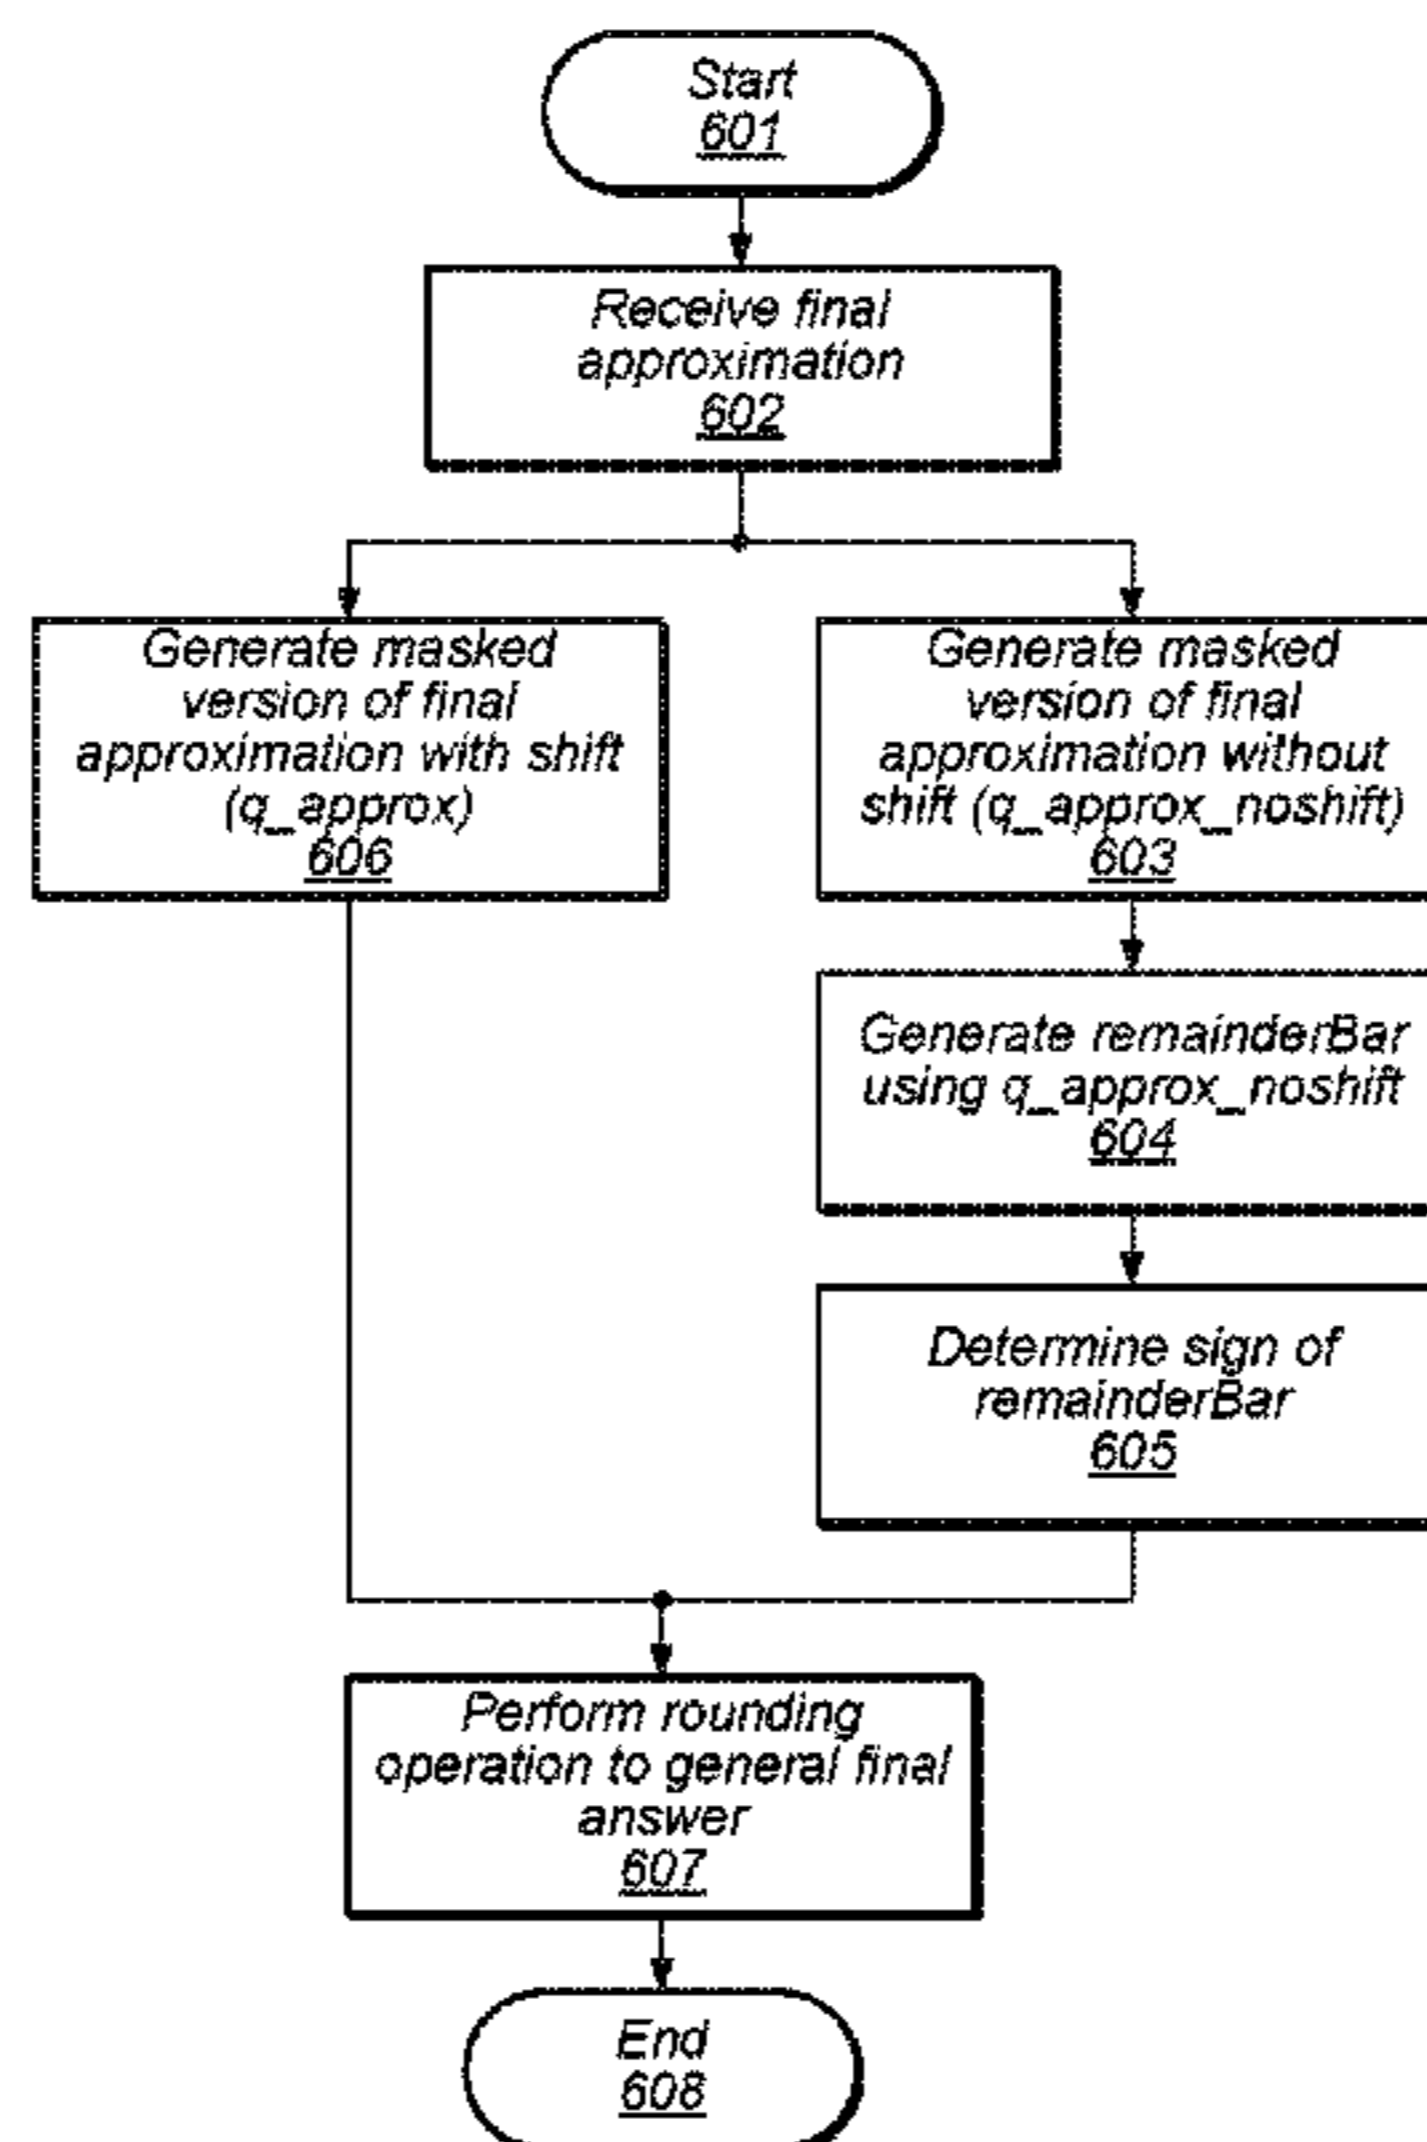 Start
601
Receive final
approximation
602
Generate masked
version of final
approximation with shift
(q_approx)
606
Generate masked
version of final
approximation without
shift (q_approx_noshift)
603
Generate remainderBar
using q_approx_noshift
604
Determine sign of
remainderBar
605
Perform rounding
operation to general final
answer
607
End
608